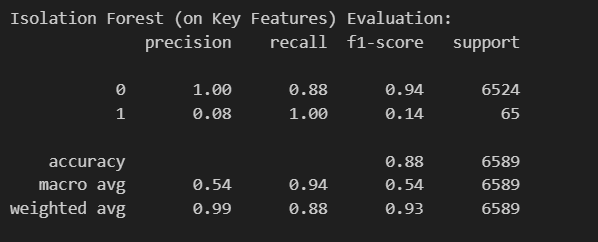 Isolation Forest (on Key Features) Evaluation:
precision recall f1-score support
0 1.00 0.88 0.94 6524
1 0.08 1.00 0.14 65
accuracy 0.88 6589
macro avg 0.54 0.94 0.54 6589
weighted avg 0.99 0.88 0.93 6589